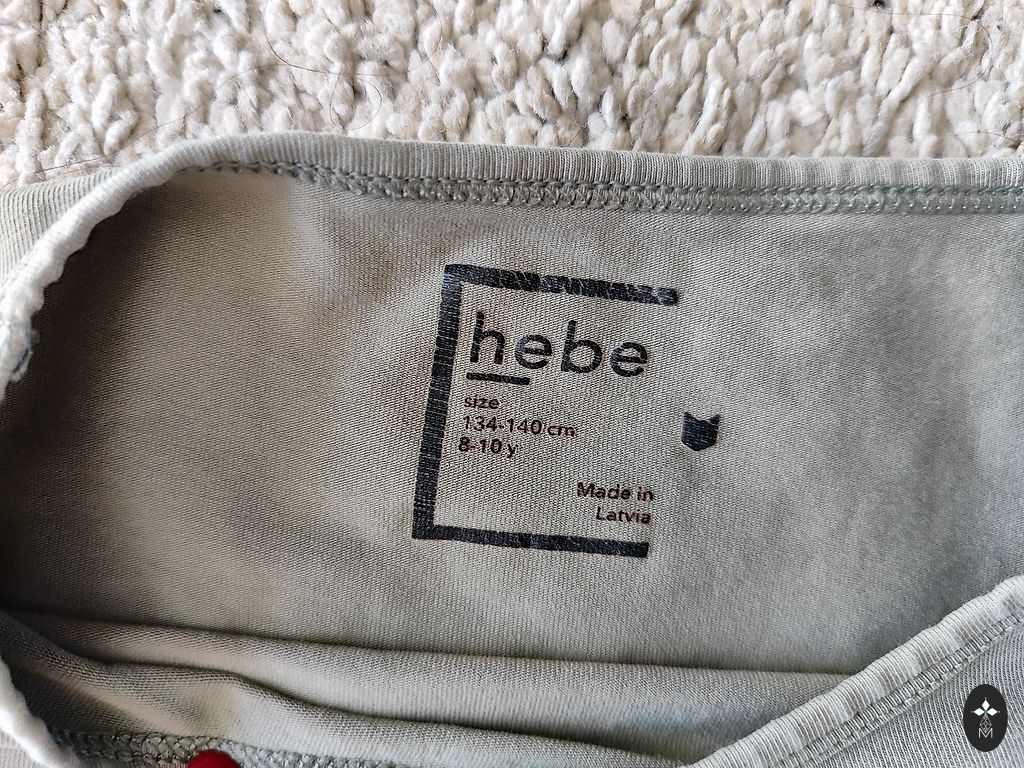 hebe
size
134-140 cm
8-10 y
Made in
Latvia
M